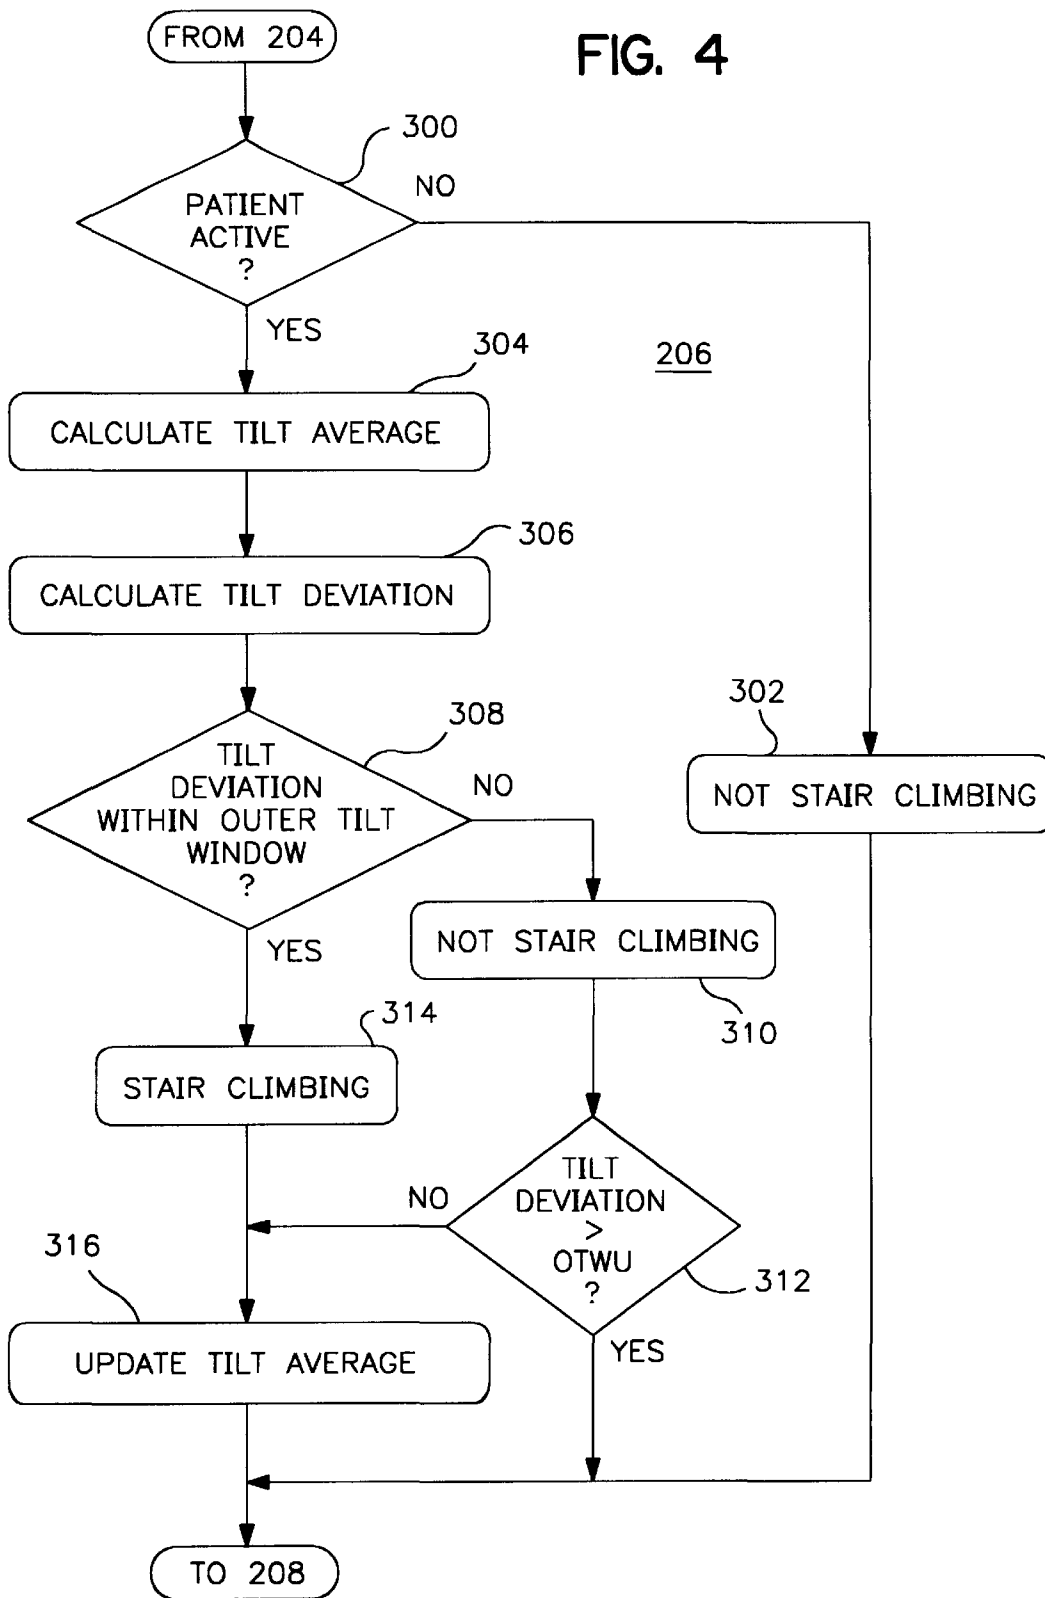 FROM 204
FIG. 4
300
NO
PATIENT
ACTIVE
?
YES
304
206
CALCULATE TILT AVERAGE
306
CALCULATE TILT DEVIATION
302
308
TILT
DEVIATION
WITHIN OUTER TILT
WINDOW
?
NO
NOT STAIR CLIMBING
YES
NOT STAIR CLIMBING
314
310
STAIR CLIMBING
TILT
DEVIATION
>
OTWU
?
NO
316
312
YES
UPDATE TILT AVERAGE
TO 208